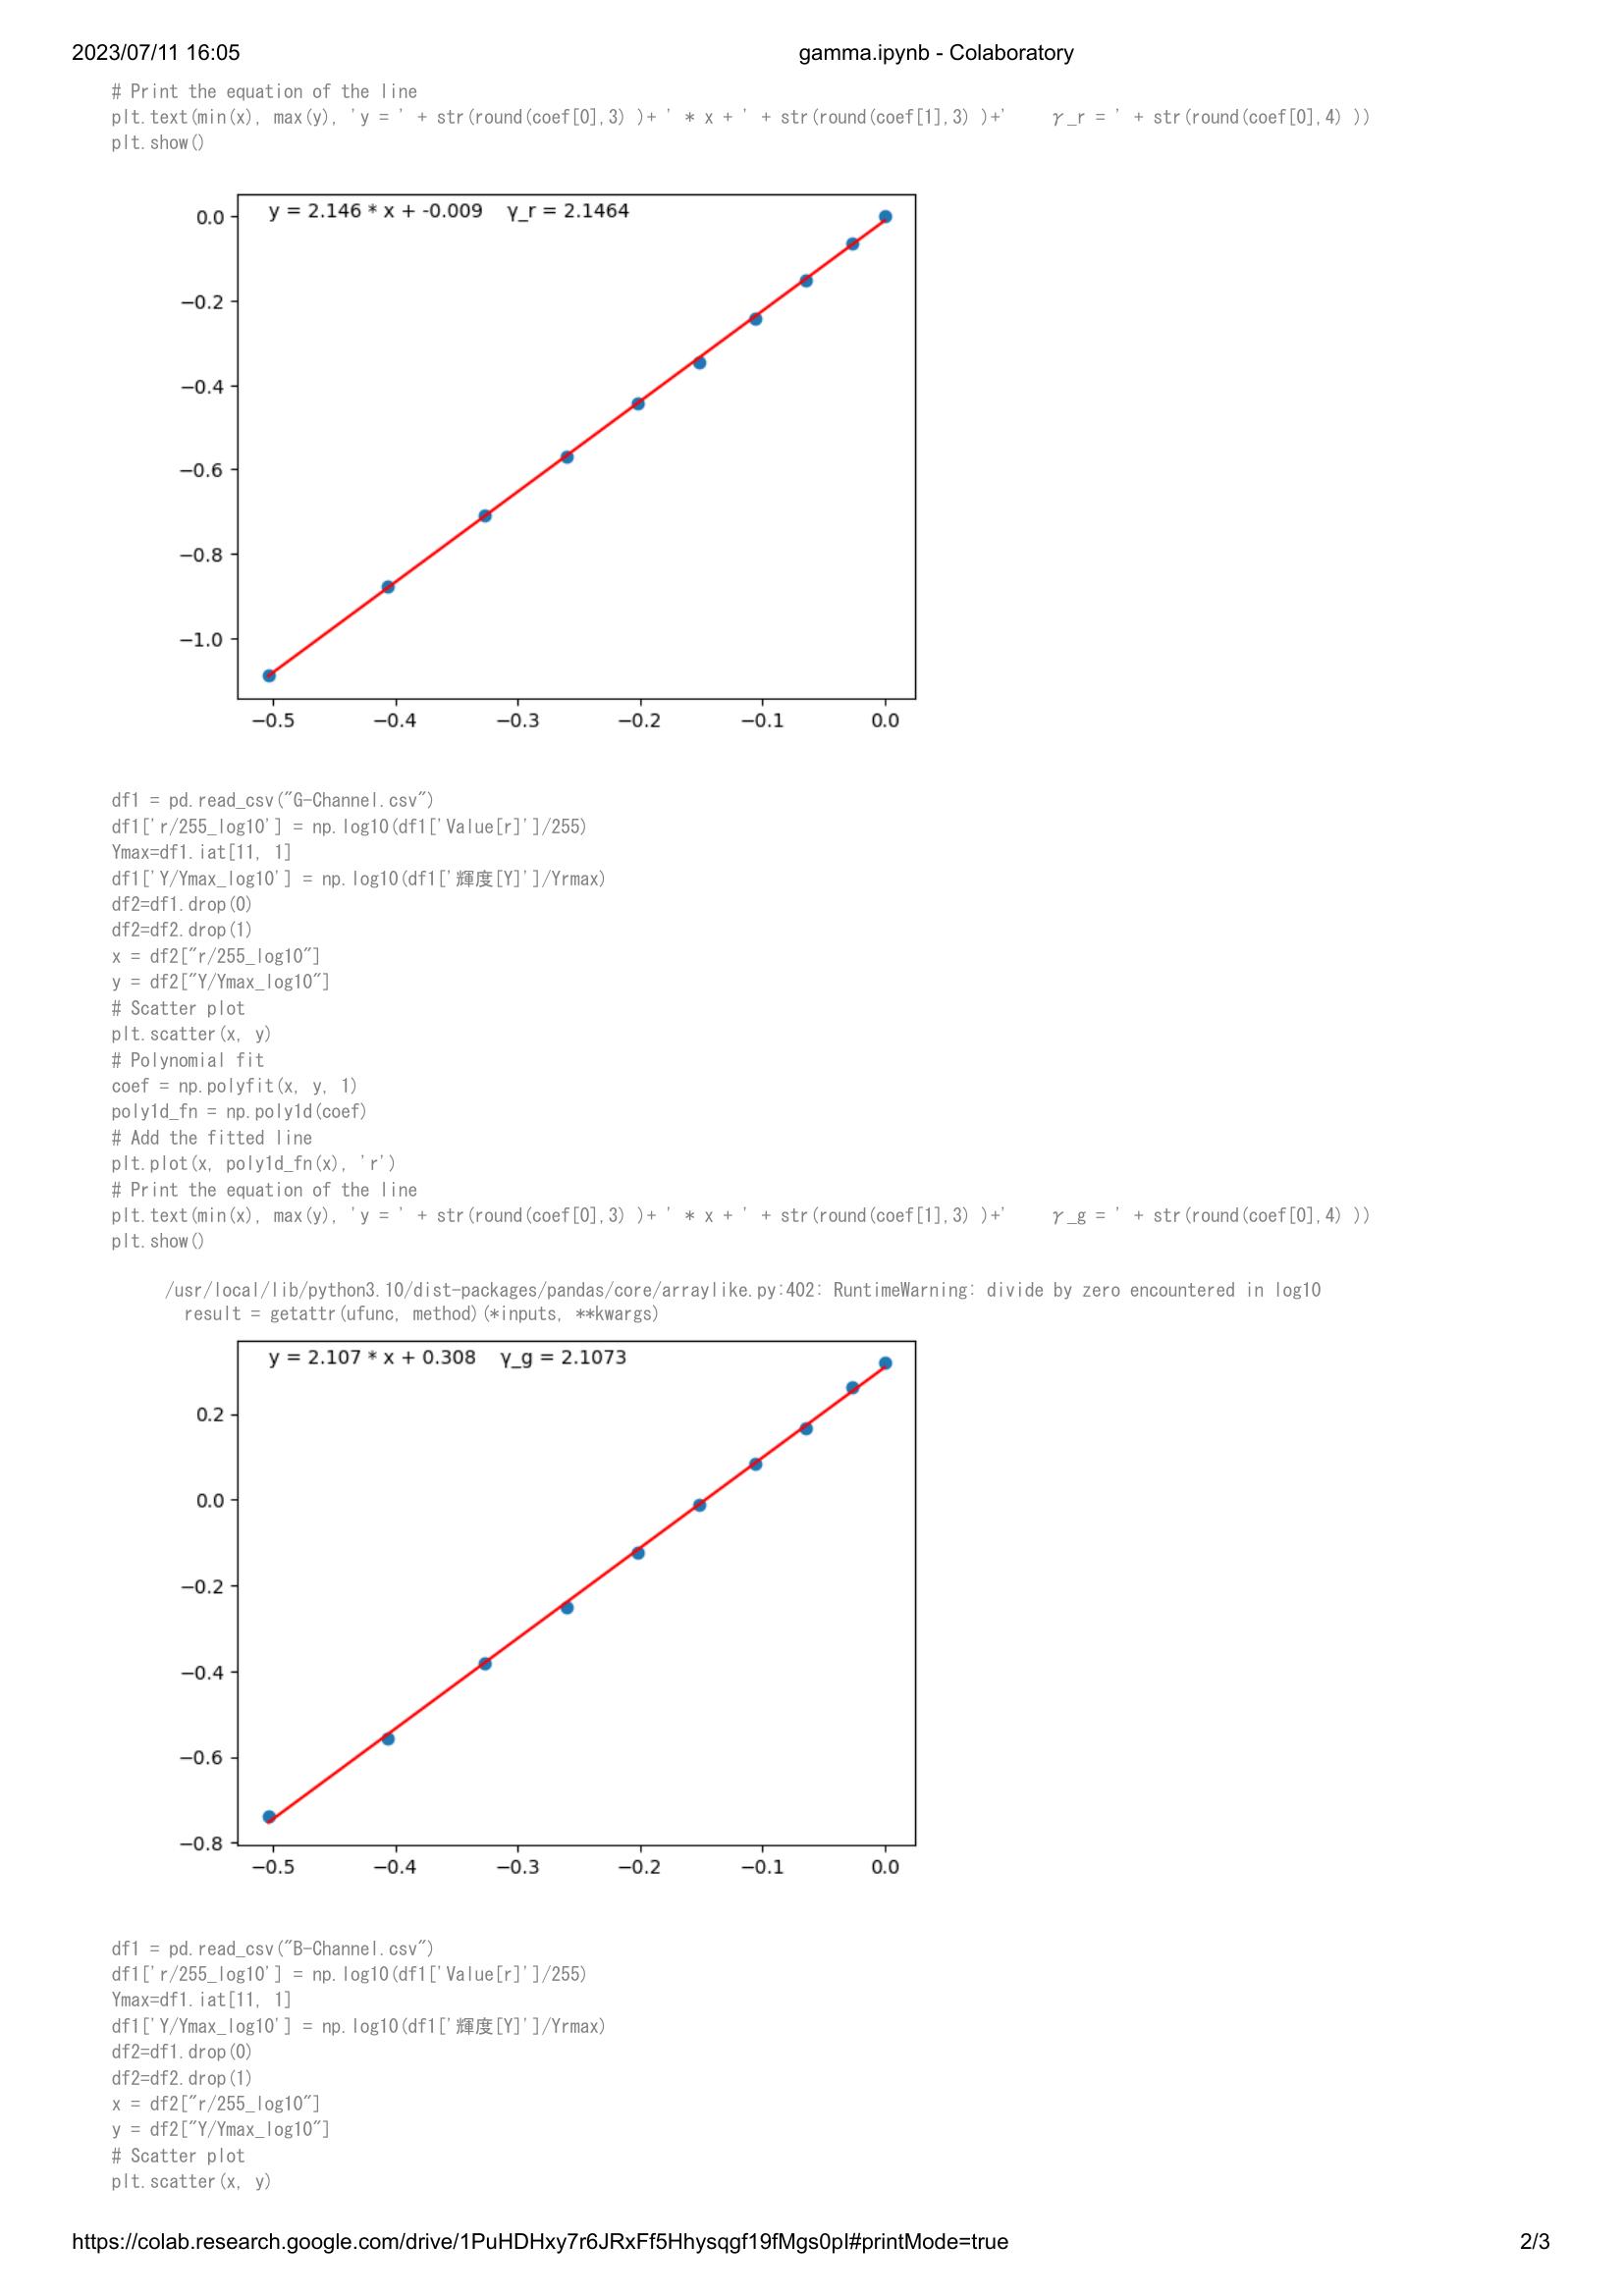 2023/07/11 16:05
gamma.ipynb - Colaboratory
# Print the equation of the line
plt.text(min(x), max(y), 'y = ' + str(round(coef[0],3) )+ ' * x + ' + str(round(coef[1],3) )+'    γ_r = ' + str(round(coef[0],4) ))
plt.show()
y = 2.146 * x + -0.009    γ_r = 2.1464
0.0
−0.2
−0.4
−0.6
−0.8
−1.0
−0.5 −0.4 −0.3 −0.2 −0.1 0.0
df1 = pd.read_csv("G-Channel.csv")
df1['r/255_log10'] = np.log10(df1['Value[r]']/255)
Ymax=df1.iat[11, 1]
df1['Y/Ymax_log10'] = np.log10(df1['輝度[Y]']/Yrmax)
df2=df1.drop(0)
df2=df2.drop(1)
x = df2["r/255_log10"]
y = df2["Y/Ymax_log10"]
# Scatter plot
plt.scatter(x, y)
# Polynomial fit
coef = np.polyfit(x, y, 1)
poly1d_fn = np.poly1d(coef)
# Add the fitted line
plt.plot(x, poly1d_fn(x), 'r')
# Print the equation of the line
plt.text(min(x), max(y), 'y = ' + str(round(coef[0],3) )+ ' * x + ' + str(round(coef[1],3) )+'    γ_g = ' + str(round(coef[0],4) ))
plt.show()
/usr/local/lib/python3.10/dist-packages/pandas/core/arraylike.py:402: RuntimeWarning: divide by zero encountered in log10
  result = getattr(ufunc, method)(*inputs, **kwargs)
y = 2.107 * x + 0.308    γ_g = 2.1073
0.2
0.0
−0.2
−0.4
−0.6
−0.8
−0.5 −0.4 −0.3 −0.2 −0.1 0.0
df1 = pd.read_csv("B-Channel.csv")
df1['r/255_log10'] = np.log10(df1['Value[r]']/255)
Ymax=df1.iat[11, 1]
df1['Y/Ymax_log10'] = np.log10(df1['輝度[Y]']/Yrmax)
df2=df1.drop(0)
df2=df2.drop(1)
x = df2["r/255_log10"]
y = df2["Y/Ymax_log10"]
# Scatter plot
plt.scatter(x, y)
https://colab.research.google.com/drive/1PuHDHxy7r6JRxFf5Hhysqgf19fMgs0pI#printMode=true
2/3